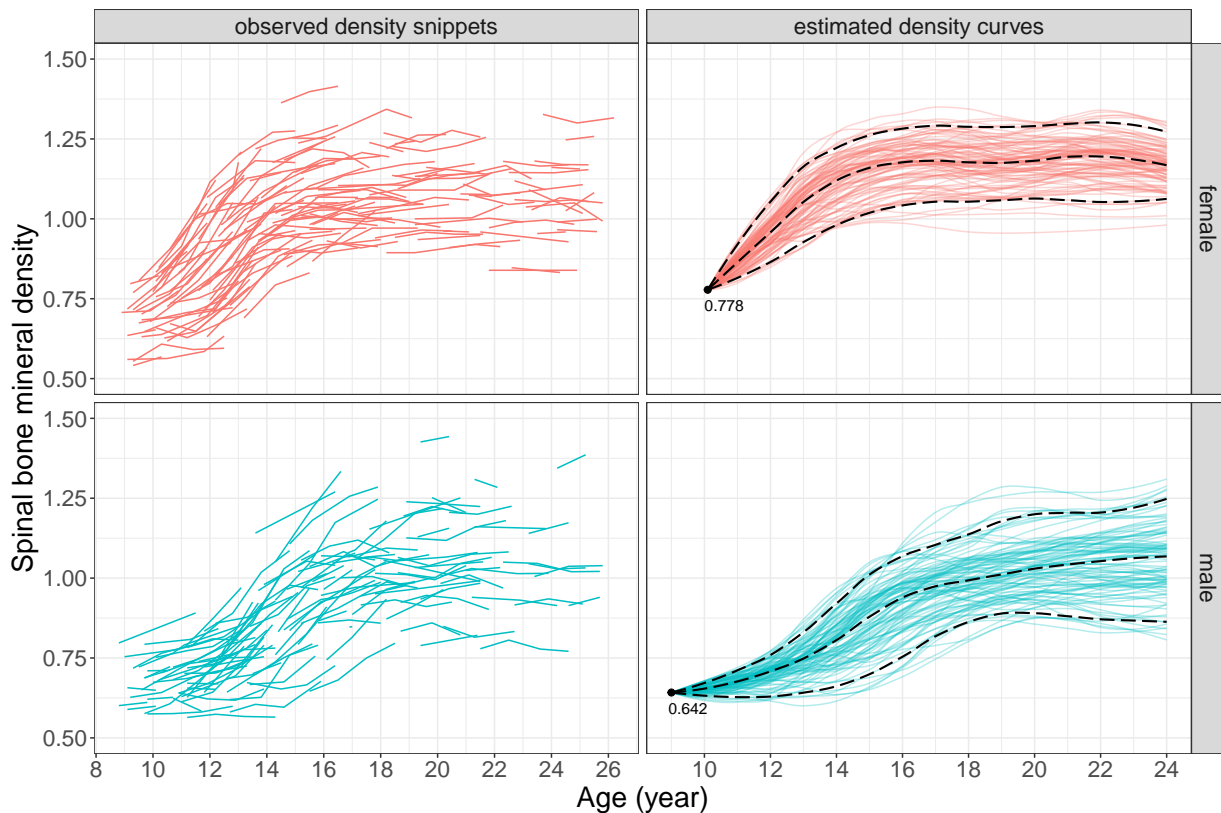 observed density snippets
estimated density curves
Spinal bone mineral density
1.50
1.25
1.00
0.75
0.50
0.778
female
1.50
1.25
1.00
0.75
0.50
0.642
male
8 10 12 14 16 18 20 22 24 26
10 12 14 16 18 20 22 24
Age (year)